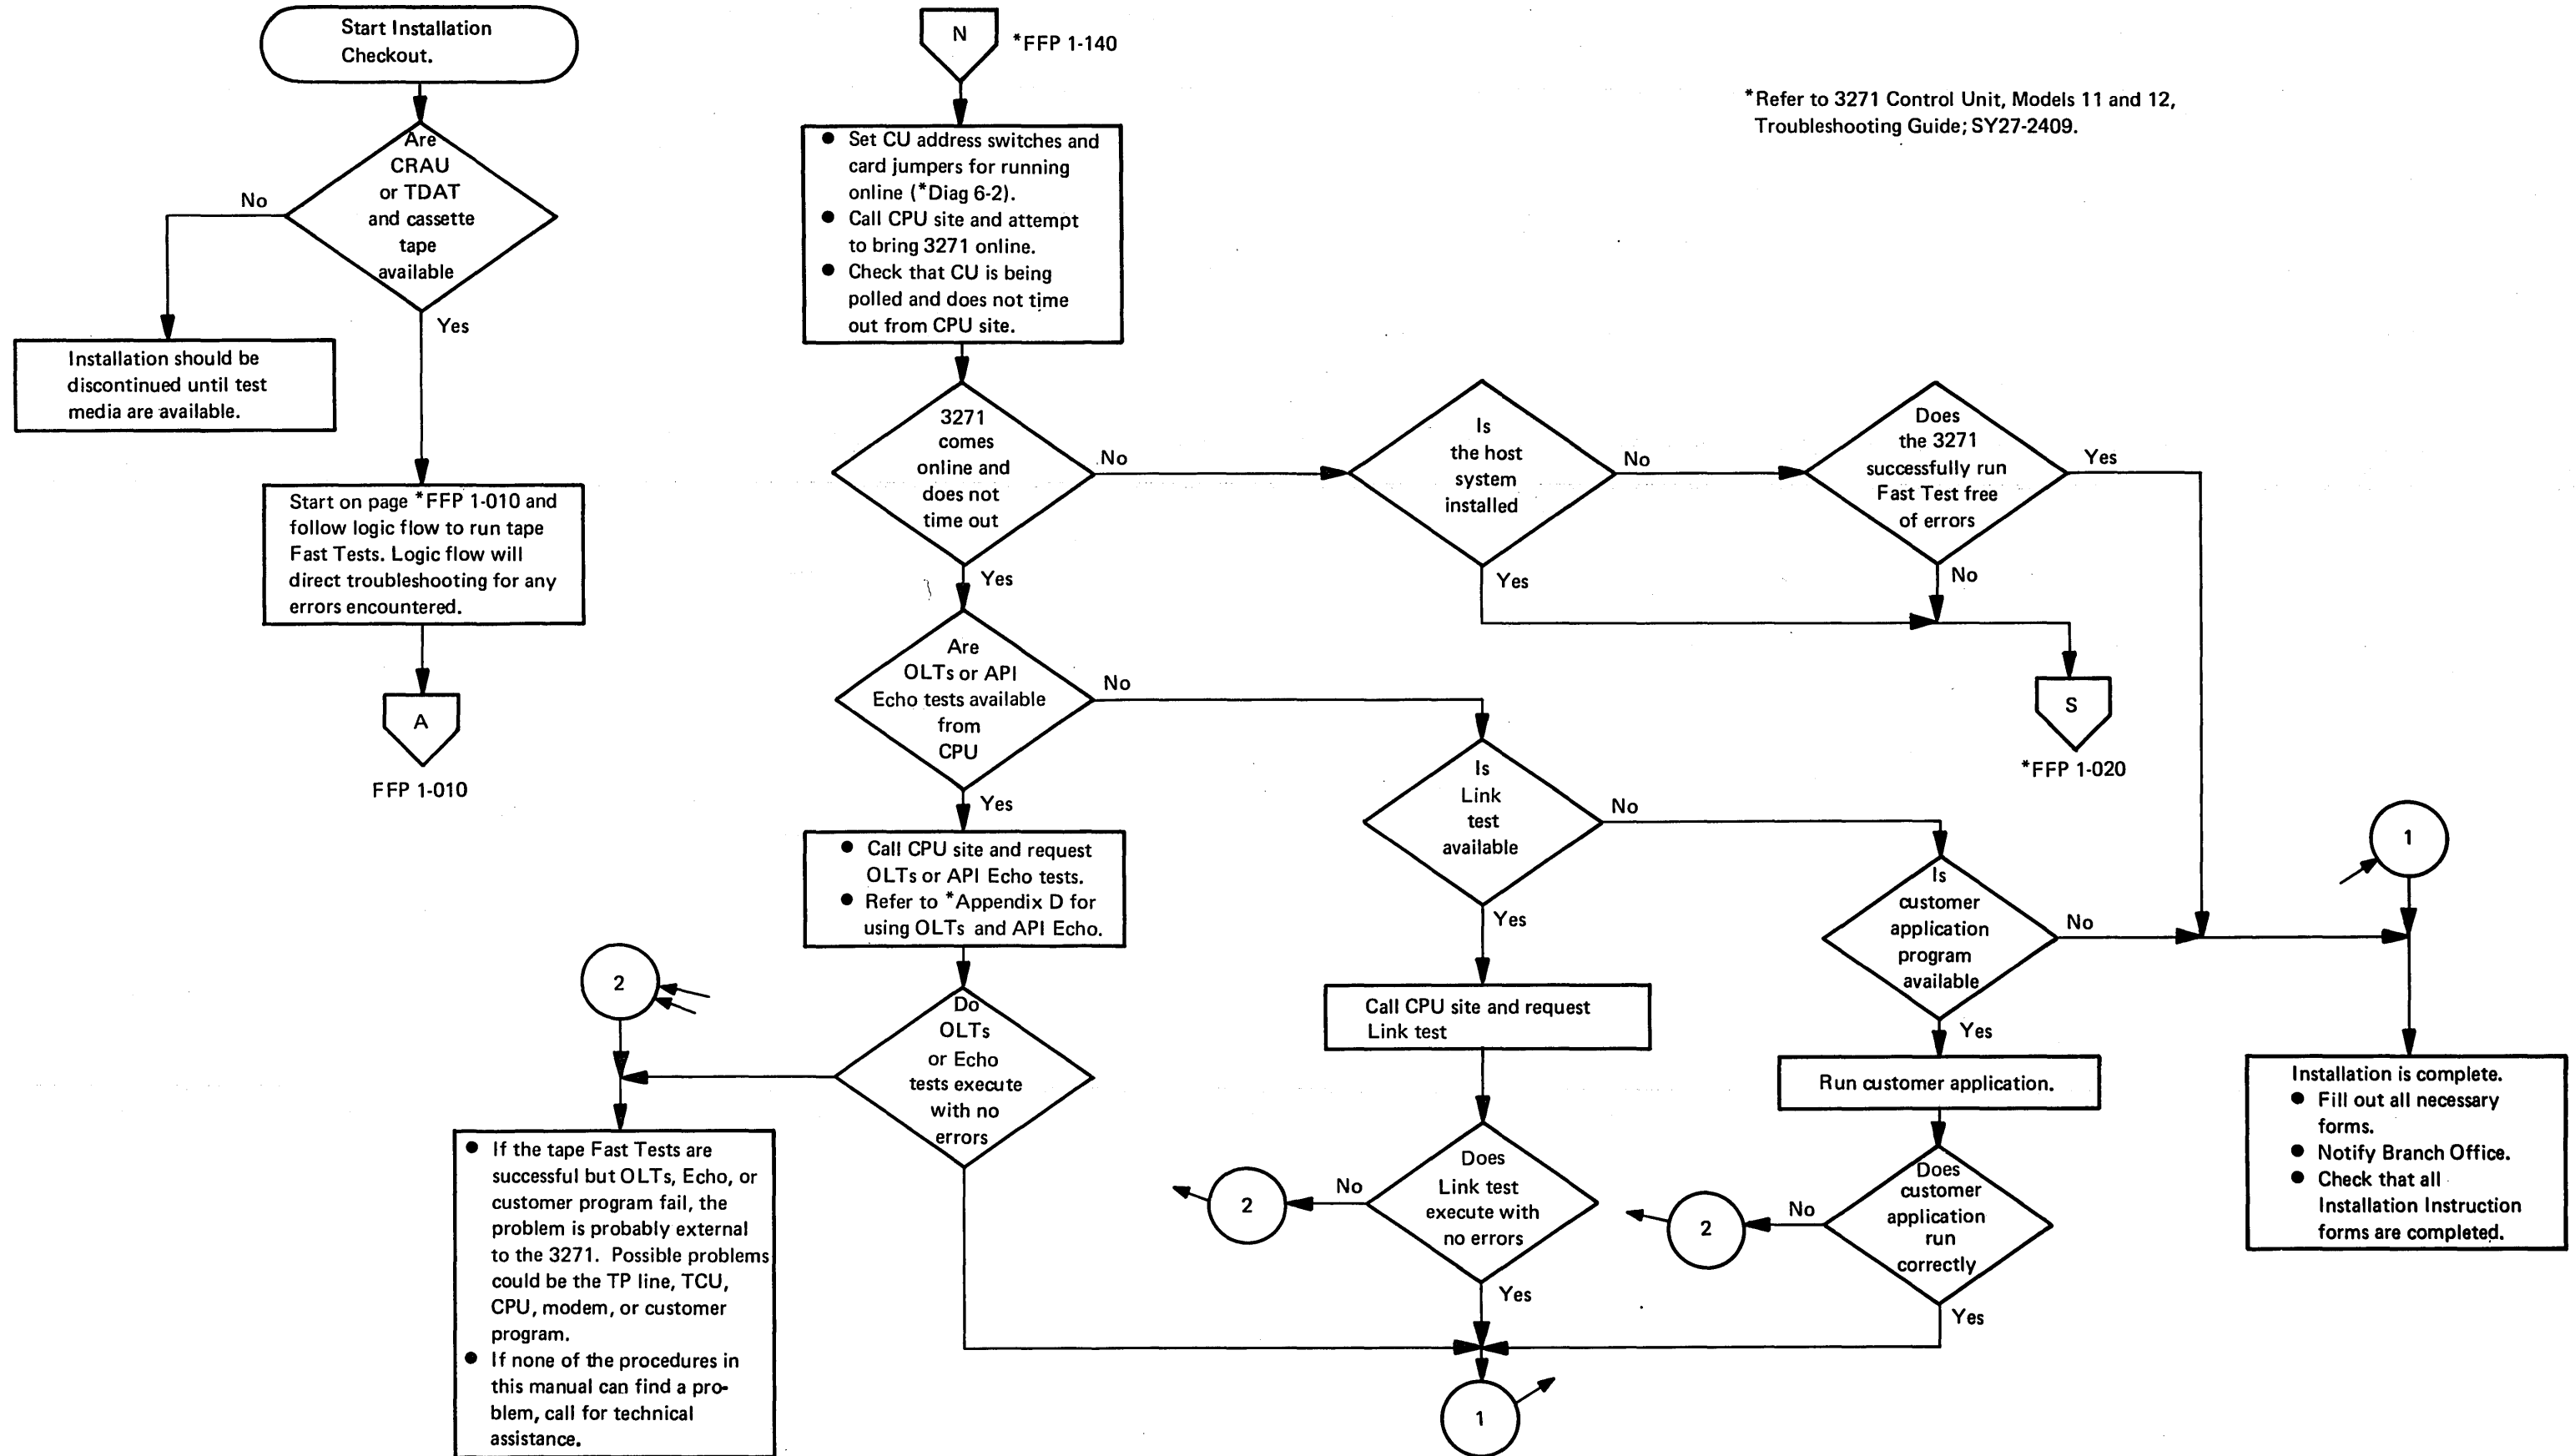 Start Installation
Checkout.
Are
CRAU
or TDAT
and cassette
tape
available
No
Yes
Installation should be
discontinued until test
media are available.
Start on page *FFP 1-010 and
follow logic flow to run tape
Fast Tests. Logic flow will
direct troubleshooting for any
errors encountered.
A
FFP 1-010
N
*FFP 1-140
*Refer to 3271 Control Unit, Models 11 and 12,
Troubleshooting Guide; SY27-2409.
● Set CU address switches and
card jumpers for running
online (*Diag 6-2).
● Call CPU site and attempt
to bring 3271 online.
● Check that CU is being
polled and does not time
out from CPU site.
3271
comes
online and
does not
time out
No
Yes
Is
the host
system
installed
No
Yes
Does
the 3271
successfully run
Fast Test free
of errors
Yes
No
S
*FFP 1-020
Are
OLTs or API
Echo tests available
from
CPU
No
Yes
● Call CPU site and request
OLTs or API Echo tests.
● Refer to *Appendix D for
using OLTs and API Echo.
Do
OLTs
or Echo
tests execute
with no
errors
2
● If the tape Fast Tests are
successful but OLTs, Echo, or
customer program fail, the
problem is probably external
to the 3271. Possible problems
could be the TP line, TCU,
CPU, modem, or customer
program.
● If none of the procedures in
this manual can find a pro-
blem, call for technical
assistance.
Is
Link
test
available
No
Yes
Call CPU site and request
Link test
Does
Link test
execute with
no errors
No
2
Yes
1
Is
customer
application
program
available
No
Yes
Run customer application.
Does
customer
application
run
correctly
No
2
Yes
1
Installation is complete.
● Fill out all necessary
forms.
● Notify Branch Office.
● Check that all
Installation Instruction
forms are completed.